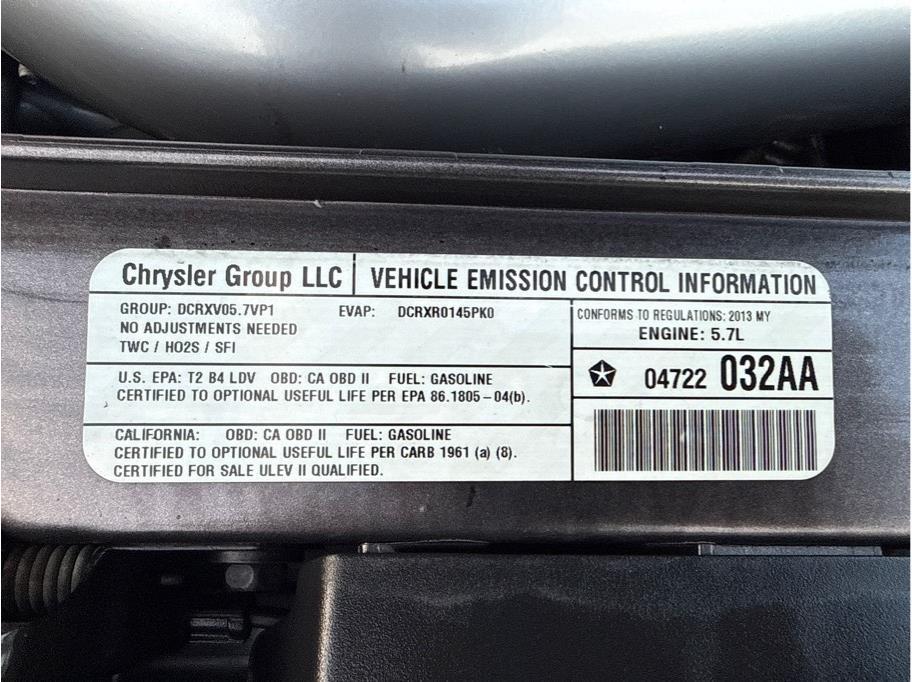 Chrysler Group LLC VEHICLE EMISSION CONTROL INFORMATION
GROUP: DCRXV05.7VP1 EVAP: DCRXR0145PK0
NO ADJUSTMENTS NEEDED
TWC / HO2S / SFI
CONFORMS TO REGULATIONS: 2013 MY
ENGINE: 5.7L
U.S. EPA: T2 B4 LDV OBD: CA OBD II FUEL: GASOLINE
CERTIFIED TO OPTIONAL USEFUL LIFE PER EPA 86.1805-04(b).
04722 032AA
CALIFORNIA: OBD: CA OBD II FUEL: GASOLINE
CERTIFIED TO OPTIONAL USEFUL LIFE PER CARB 1961 (a) (8).
CERTIFIED FOR SALE ULEV II QUALIFIED.